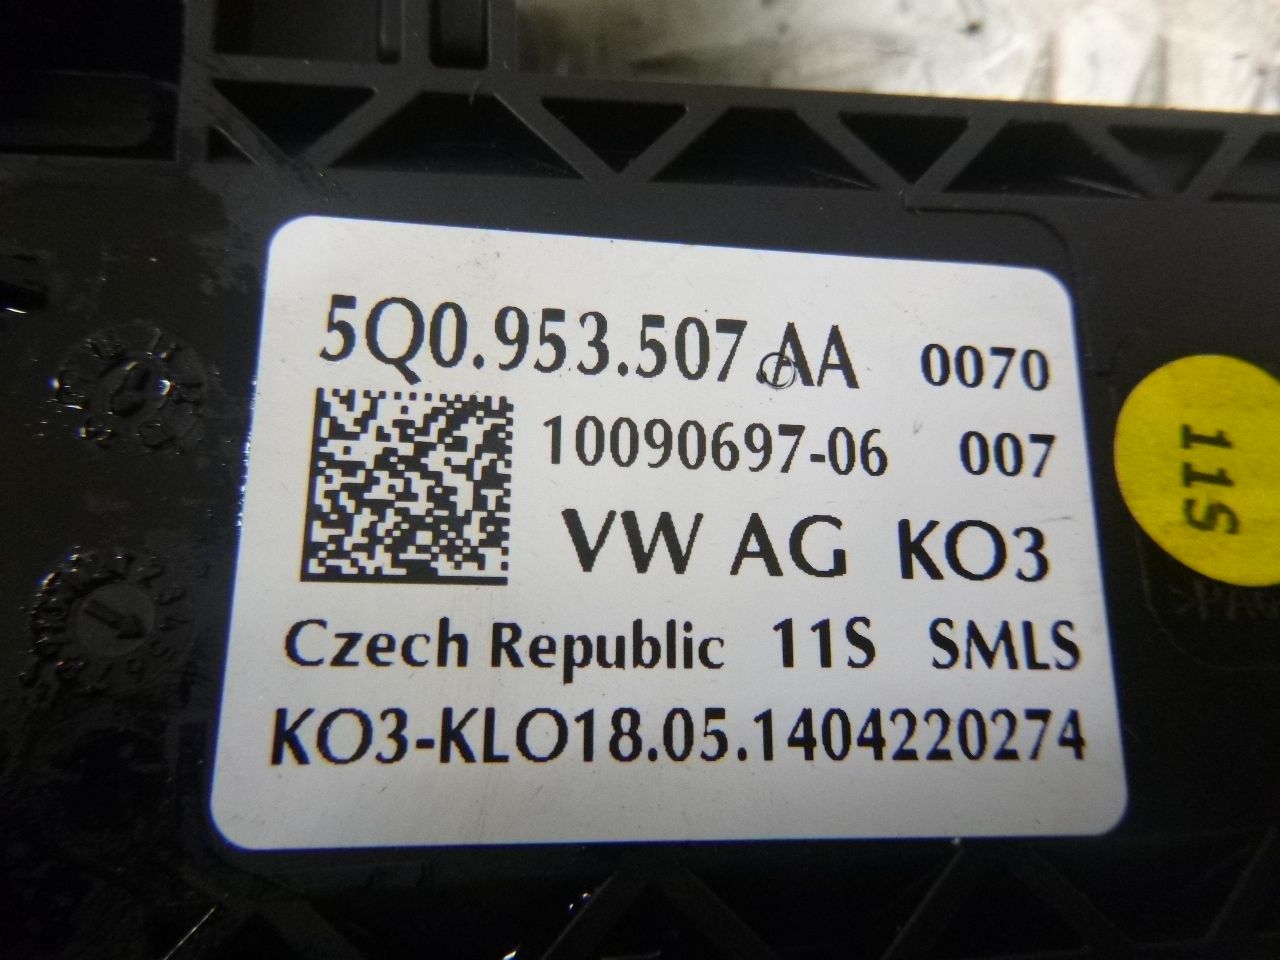 5Q0.953.507.AA 0070
10090697-06 007
VW AG KO3
Czech Republic 11S SMLS
KO3-KLO18.05.1404220274
11S